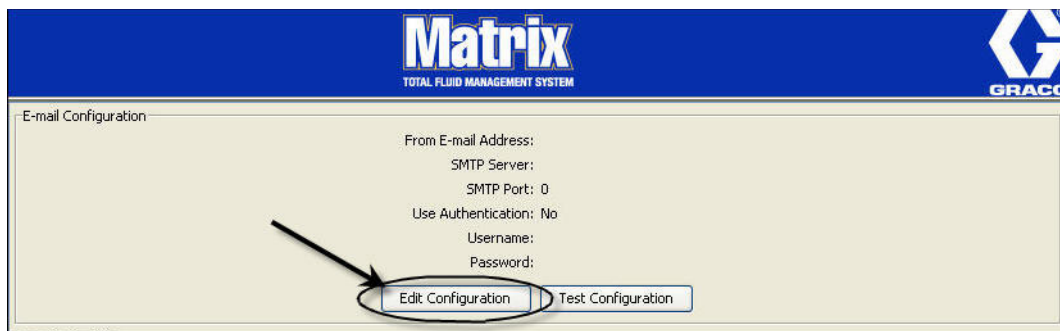 Matrix
TOTAL FLUID MANAGEMENT SYSTEM
GRACO
E-mail Configuration
From E-mail Address:
SMTP Server:
SMTP Port: 0
Use Authentication: No
Username:
Password:
Edit Configuration
Test Configuration